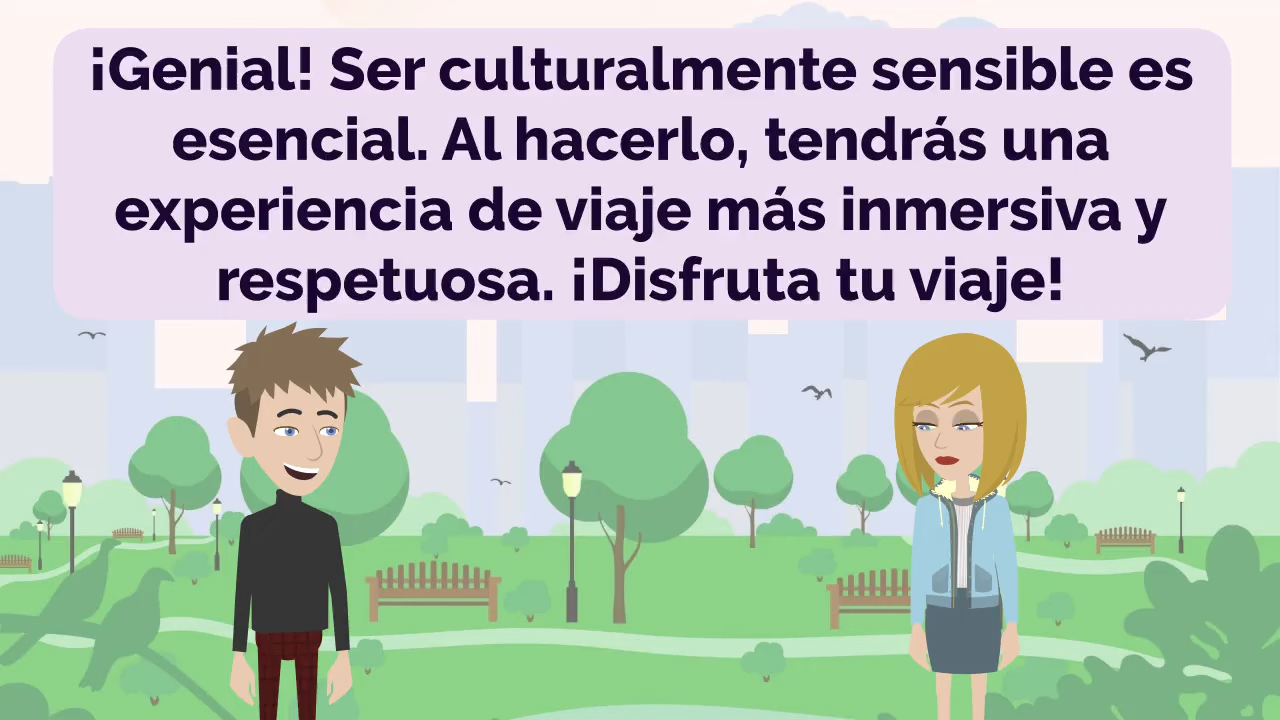 ¡Genial! Ser culturalmente sensible es
esencial. Al hacerlo, tendrás una
experiencia de viaje más inmersiva y
respetuosa. ¡Disfruta tu viaje!